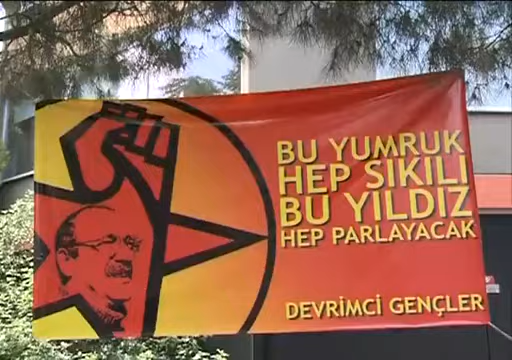 BU YUMRUK
HEP SIKILI
BU YILDIZ
HEP PARLAYACAK
DEVRİMCİ GENÇLER